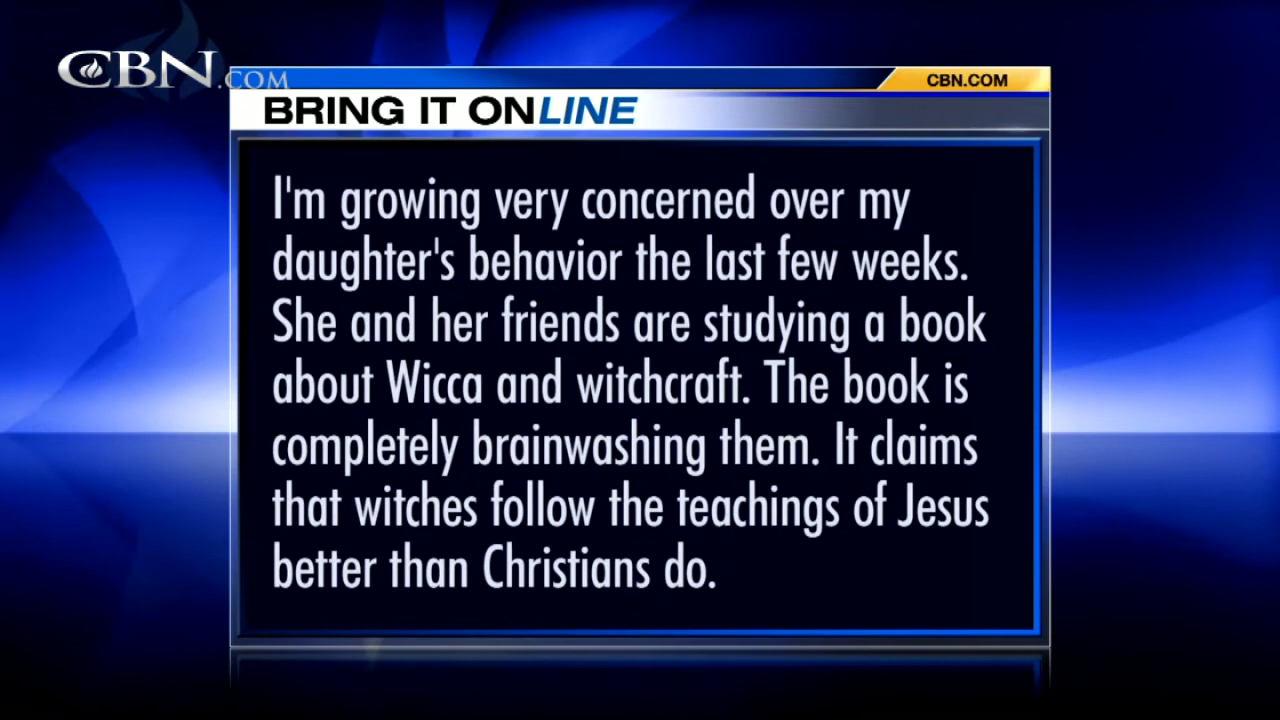 CBN.COM
CBN.COM
BRING IT ONLINE
I'm growing very concerned over my
daughter's behavior the last few weeks.
She and her friends are studying a book
about Wicca and witchcraft. The book is
completely brainwashing them. It claims
that witches follow the teachings of Jesus
better than Christians do.